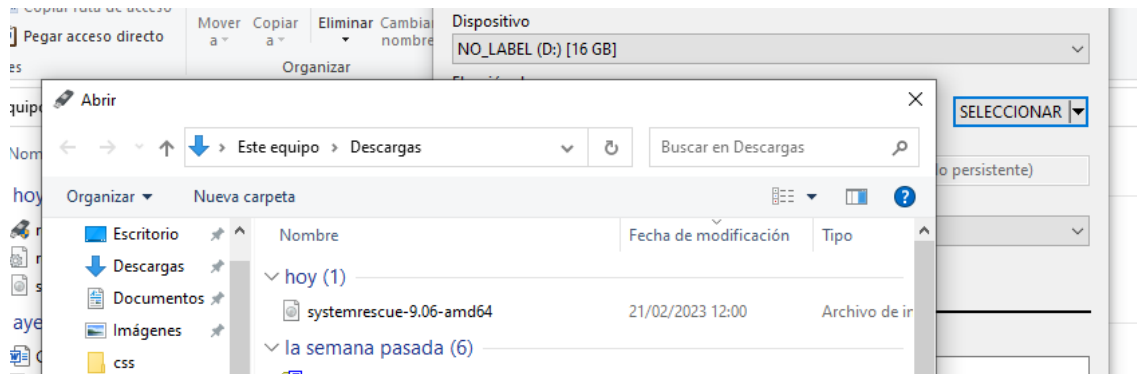 Copiar ruta de acceso
Pegar acceso directo
Mover a
Copiar a
Eliminar
Cambiar nombre
Organizar
Dispositivo
NO_LABEL (D:) [16 GB]
Abrir
SELECCIONAR
Este equipo > Descargas
Buscar en Descargas
lo persistente)
Organizar
Nueva carpeta
Nom
hoy
aye
Escritorio
Descargas
Documentos
Imágenes
css
Nombre
Fecha de modificación
Tipo
hoy (1)
systemrescue-9.06-amd64
21/02/2023 12:00
Archivo de ir
la semana pasada (6)